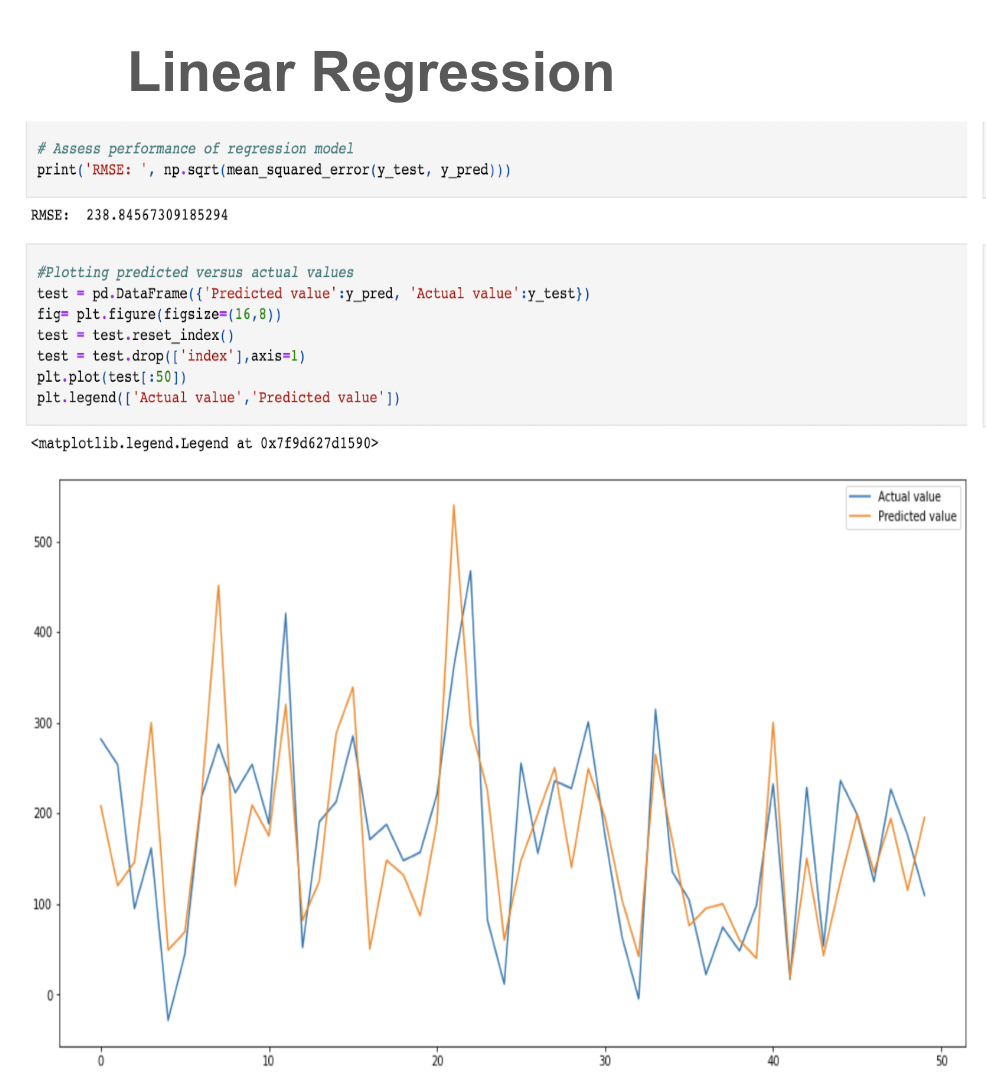 Linear Regression
# Assess performance of regression model
print('RMSE: ', np.sqrt(mean_squared_error(y_test, y_pred)))
RMSE:  238.84567309185294
#Plotting predicted versus actual values
test = pd.DataFrame({'Predicted value':y_pred, 'Actual value':y_test})
fig= plt.figure(figsize=(16,8))
test = test.reset_index()
test = test.drop(['index'],axis=1)
plt.plot(test[:50])
plt.legend(['Actual value','Predicted value'])
<matplotlib.legend.Legend at 0x7f9d627d1590>
Actual value
Predicted value
500
400
300
200
100
0
0 10 20 30 40 50